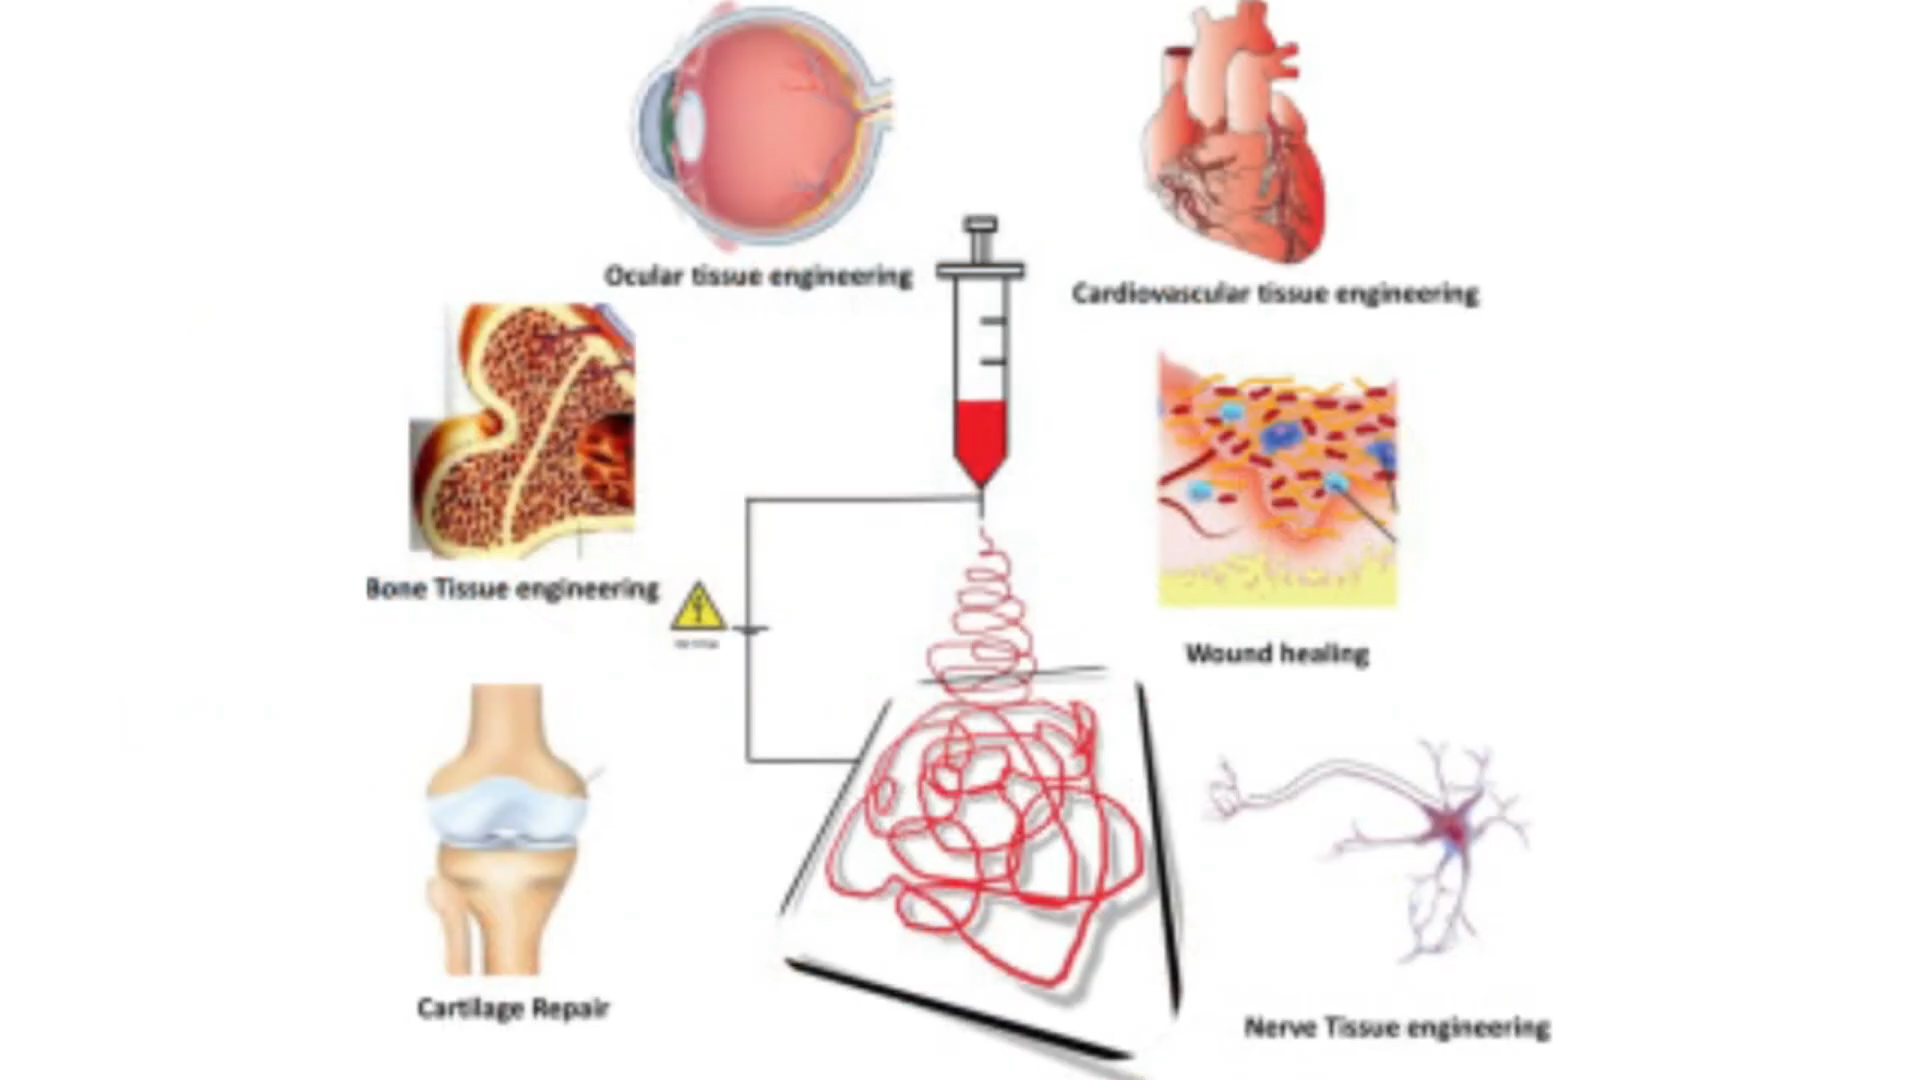 Ocular tissue engineering
Cardiovascular tissue engineering
Bone Tissue engineering
Wound healing
Cartilage Repair
Nerve Tissue engineering